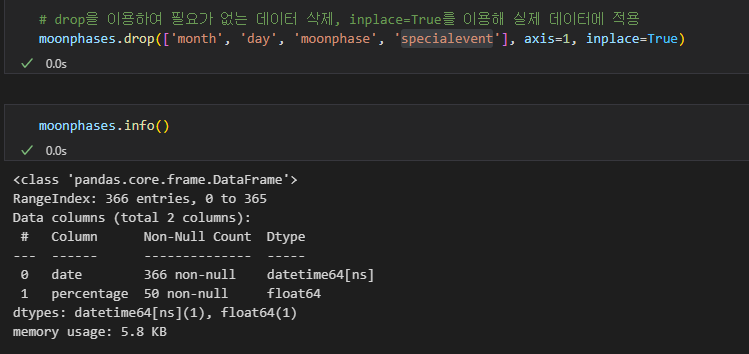 # drop을 이용하여 필요가 없는 데이터 삭제, inplace=True를 이용해 실제 데이터에 적용
moonphases.drop(['month', 'day', 'moonphase', 'specialevent'], axis=1, inplace=True)
0.0s
moonphases.info()
0.0s
<class 'pandas.core.frame.DataFrame'>
RangeIndex: 366 entries, 0 to 365
Data columns (total 2 columns):
 #   Column      Non-Null Count  Dtype
---  ------      --------------  -----
 0   date        366 non-null    datetime64[ns]
 1   percentage  50 non-null     float64
dtypes: datetime64[ns](1), float64(1)
memory usage: 5.8 KB